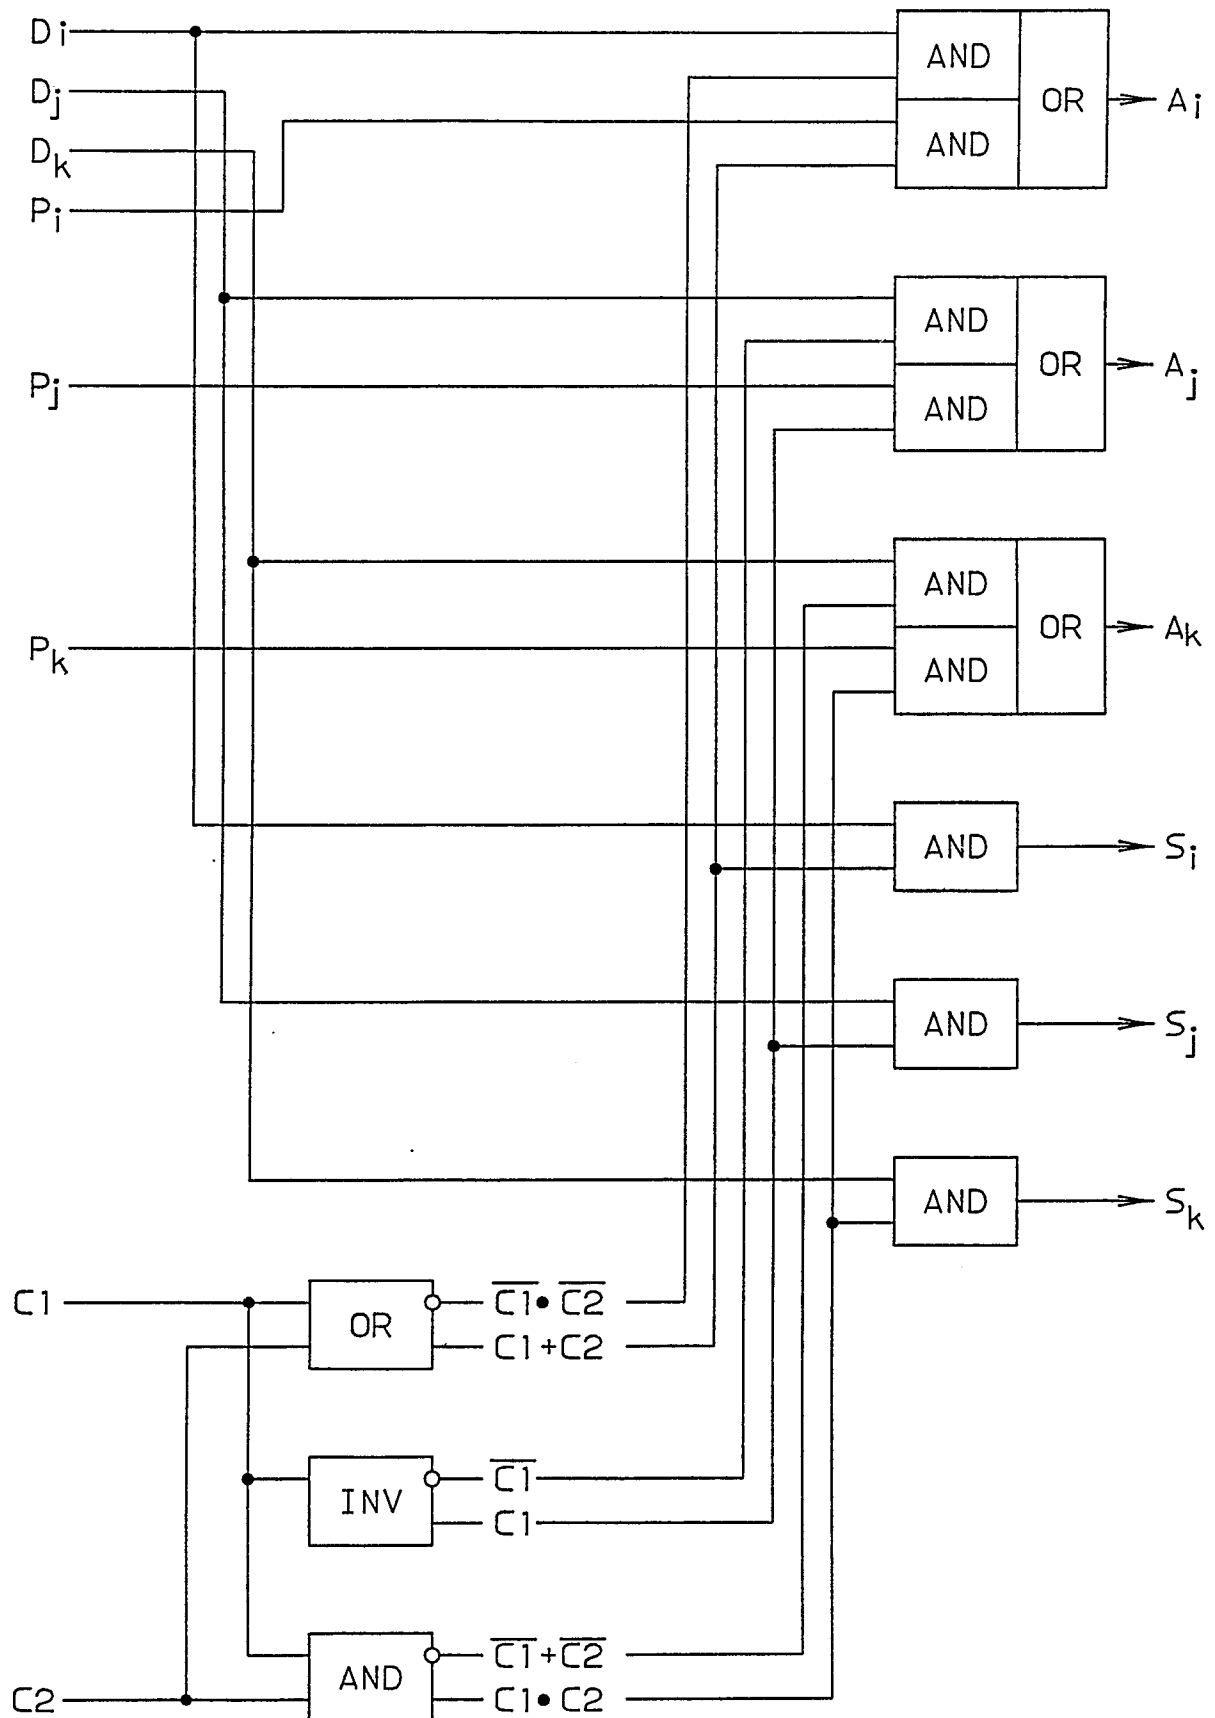 Di
AND
OR
Ai
Dj
Dk
AND
Pi
AND
OR
Aj
Pj
AND
AND
OR
Ak
Pk
AND
AND
Si
AND
Sj
AND
Sk
C1
OR
C̅1̅ • C̅2̅
C1+C2
INV
C̅1̅
C1
AND
C̅1̅+C̅2̅
C1 • C2
C2